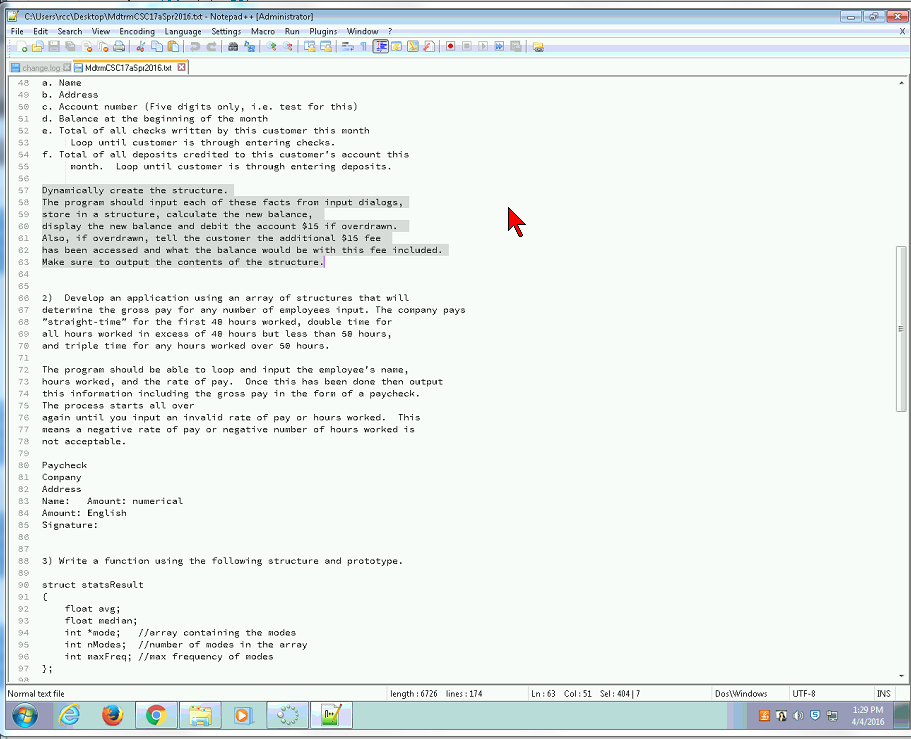 C:\Users\rcc\Desktop\MdtrmCSC17aSpr2016.txt - Notepad++ [Administrator]
File Edit Search View Encoding Language Settings Macro Run Plugins Window ? X
change.log MdtrmCSC17aSpr2016.txt
48 a. Name
49 b. Address
50 c. Account number (Five digits only, i.e. test for this)
51 d. Balance at the beginning of the month
52 e. Total of all checks written by this customer this month
53 Loop until customer is through entering checks.
54 f. Total of all deposits credited to this customer's account this
55 month. Loop until customer is through entering deposits.
56
57 Dynamically create the structure.
58 The program should input each of these facts from input dialogs,
59 store in a structure, calculate the new balance,
60 display the new balance and debit the account $15 if overdrawn.
61 Also, if overdrawn, tell the customer the additional $15 fee
62 has been accessed and what the balance would be with this fee included.
63 Make sure to output the contents of the structure.
64
65
66 2) Develop an application using an array of structures that will
67 determine the gross pay for any number of employees input. The company pays
68 "straight-time" for the first 40 hours worked, double time for
69 all hours worked in excess of 40 hours but less than 50 hours,
70 and triple time for any hours worked over 50 hours.
71
72 The program should be able to loop and input the employee's name,
73 hours worked, and the rate of pay. Once this has been done then output
74 this information including the gross pay in the form of a paycheck.
75 The process starts all over
76 again until you input an invalid rate of pay or hours worked. This
77 means a negative rate of pay or negative number of hours worked is
78 not acceptable.
79
80 Paycheck
81 Company
82 Address
83 Name: Amount: numerical
84 Amount: English
85 Signature:
86
87
88 3) Write a function using the following structure and prototype.
89
90 struct statsResult
91 {
92 float avg;
93 float median;
94 int *mode; //array containing the modes
95 int nModes; //number of modes in the array
96 int maxFreq; //max frequency of modes
97 };
98
Normal text file length : 6726 lines : 174 Ln : 63 Col : 51 Sel : 404 | 7 Dos\Windows UTF-8 INS
1:29 PM
4/4/2016